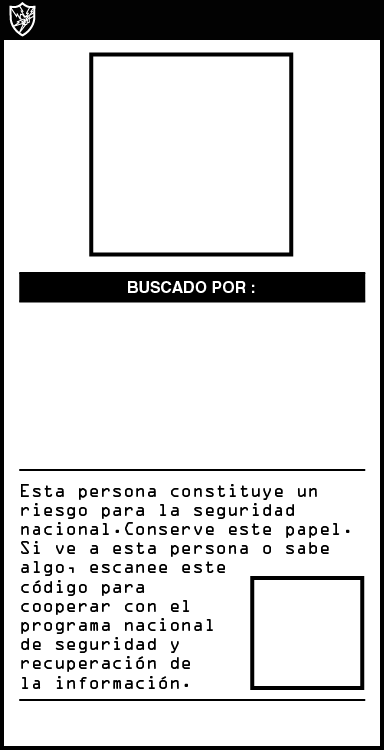 BUSCADO POR :
Esta persona constituye un
riesgo para la seguridad
nacional.Conserve este papel.
Si ve a esta persona o sabe
algo, escanee este
código para
cooperar con el
programa nacional
de seguridad y
recuperación de
la información.